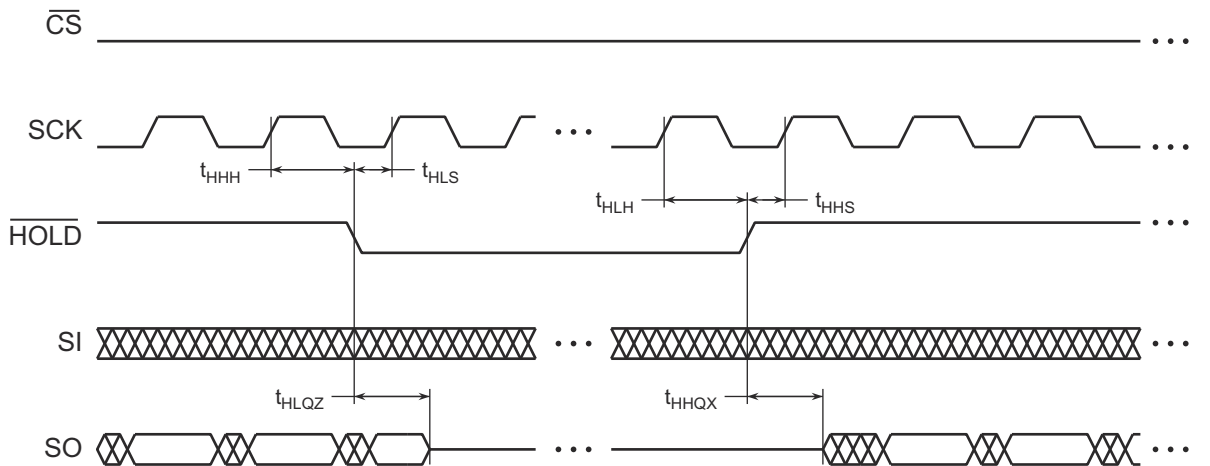 CS
SCK
tHHH
tHLS
tHLH
tHHS
HOLD
SI
tHLQZ
tHHQX
SO